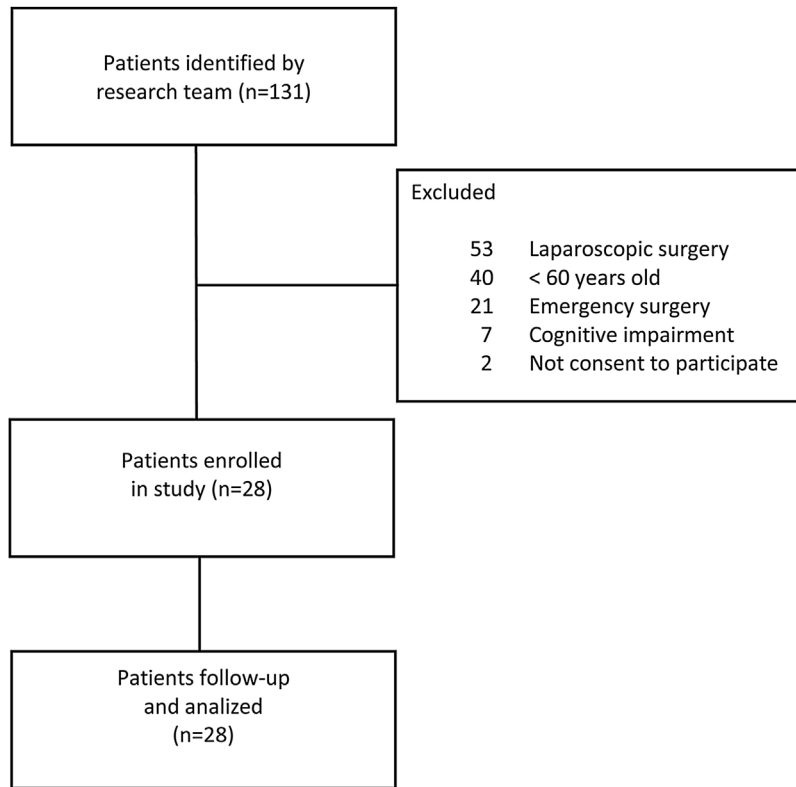 Patients identified by
research team (n=131)
Excluded
53 Laparoscopic surgery
40 < 60 years old
21 Emergency surgery
7 Cognitive impairment
2 Not consent to participate
Patients enrolled
in study (n=28)
Patients follow-up
and analized
(n=28)